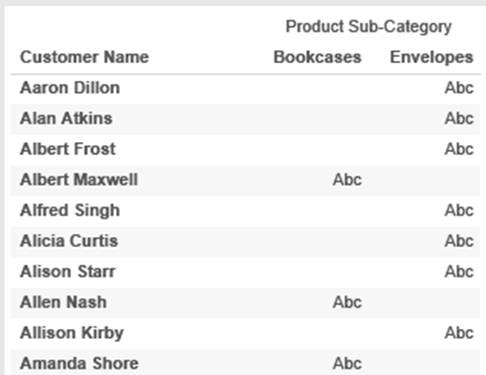 Product Sub-Category
Customer Name Bookcases Envelopes
Aaron Dillon Abc
Alan Atkins Abc
Albert Frost Abc
Albert Maxwell Abc
Alfred Singh Abc
Alicia Curtis Abc
Alison Starr Abc
Allen Nash Abc
Allison Kirby Abc
Amanda Shore Abc